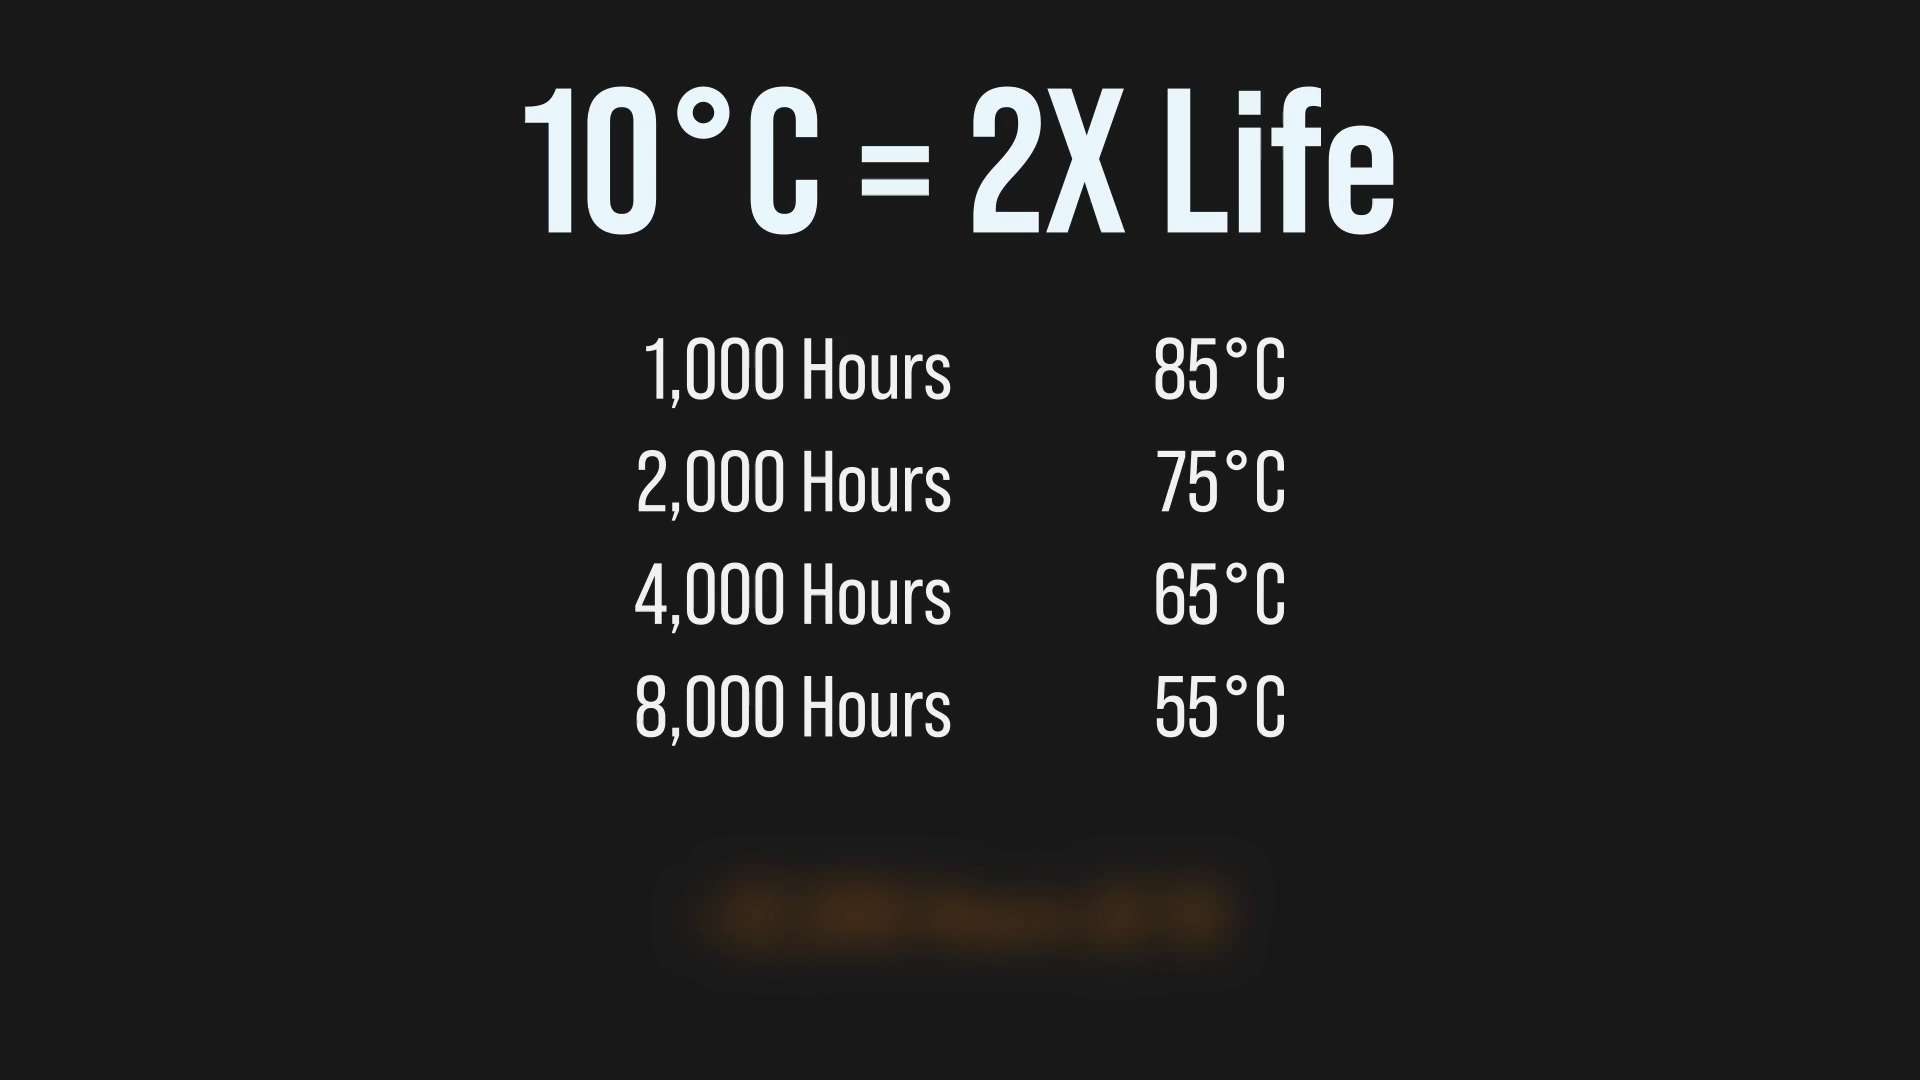 10°C = 2X Life
1,000 Hours 85°C
2,000 Hours 75°C
4,000 Hours 65°C
8,000 Hours 55°C